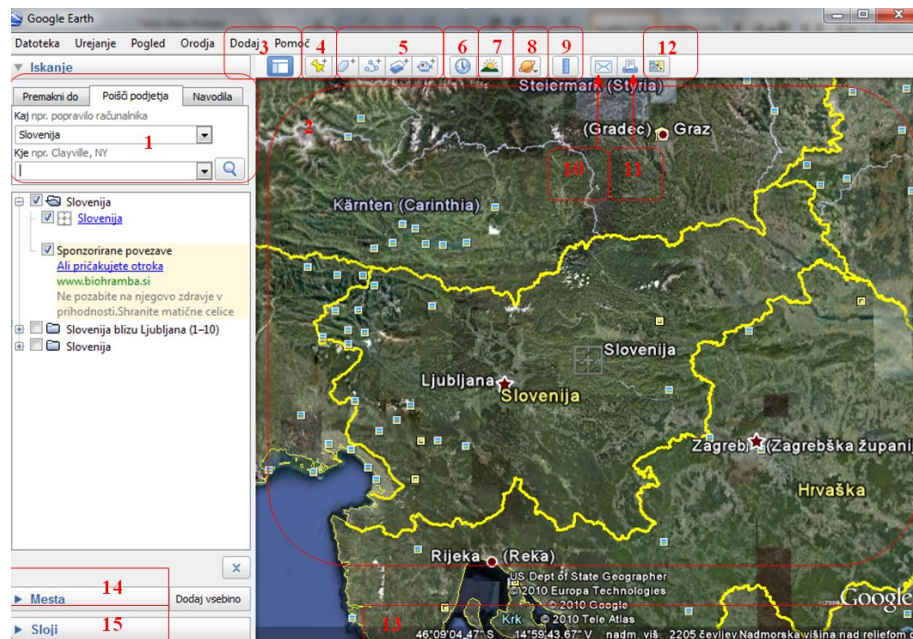 Google Earth
Datoteka Urejanje Pogled Orodja Dodaj Pomoč
3 4 5 6 7 8 9 12
Iskanje
Premakni do Poišči podjetja Navodila
Kaj npr. popravilo računalnika
Slovenija
1
Kje npr. Clayville, NY
Slovenija
Slovenija
Sponzorirane povezave
Ali pričakujete otroka
www.biohramba.si
Ne pozabite na njegovo zdravje v
prihodnosti.Shranite matične celice
Slovenija blizu Ljubljana (1–10)
Slovenija
14
Mesta Dodaj vsebino
15
Sloji
Steiermark (Styria)
2
(Gradec) Graz
10 11
Kärnten (Carinthia)
Slovenija
Ljubljana
Slovenija
Zagreb (Zagrebška župani
Hrvaška
Rijeka (Reka)
US Dept of State Geographer
©2010 Europa Technologies
©2010 Google
Krk ©2010 Tele Atlas
Google
13
46°09'04,47" S 14°59'43,67" V nadm. viš. 2205 čevljev Nadmorska višina nad reliefom